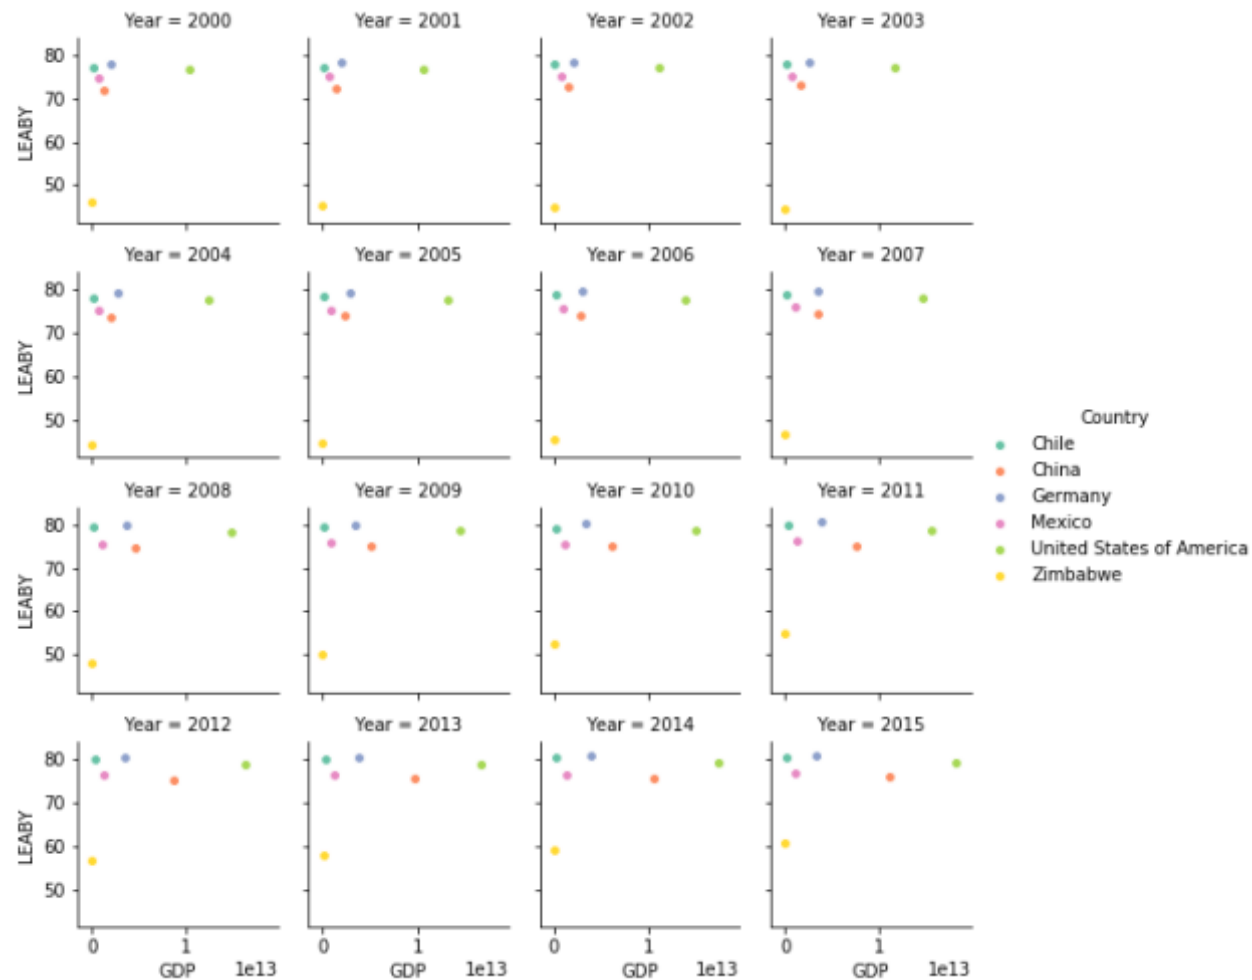 Year = 2000 Year = 2001 Year = 2002 Year = 2003
80
70
LEABY
60
50
Year = 2004 Year = 2005 Year = 2006 Year = 2007
80
70
LEABY
60
50
Country
Chile
China
Germany
Mexico
United States of America
Zimbabwe
Year = 2008 Year = 2009 Year = 2010 Year = 2011
80
70
LEABY
60
50
Year = 2012 Year = 2013 Year = 2014 Year = 2015
80
70
LEABY
60
50
0 1 0 1 0 1 0 1
GDP 1e13 GDP 1e13 GDP 1e13 GDP 1e13